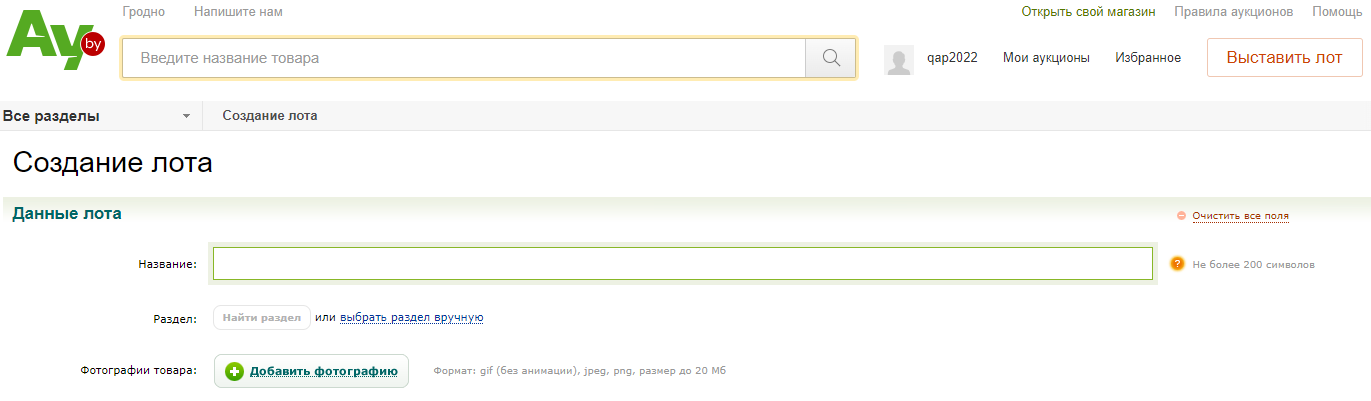 Гродно Напишите нам Открыть свой магазин Правила аукционов Помощь
Ау by
Введите название товара qap2022 Мои аукционы Избранное Выставить лот
Все разделы Создание лота
Создание лота
Данные лота Очистить все поля
Название: ? Не более 200 символов
Раздел: Найти раздел или выбрать раздел вручную
Фотографии товара: Добавить фотографию Формат: gif (без анимации), jpeg, png, размер до 20 Мб